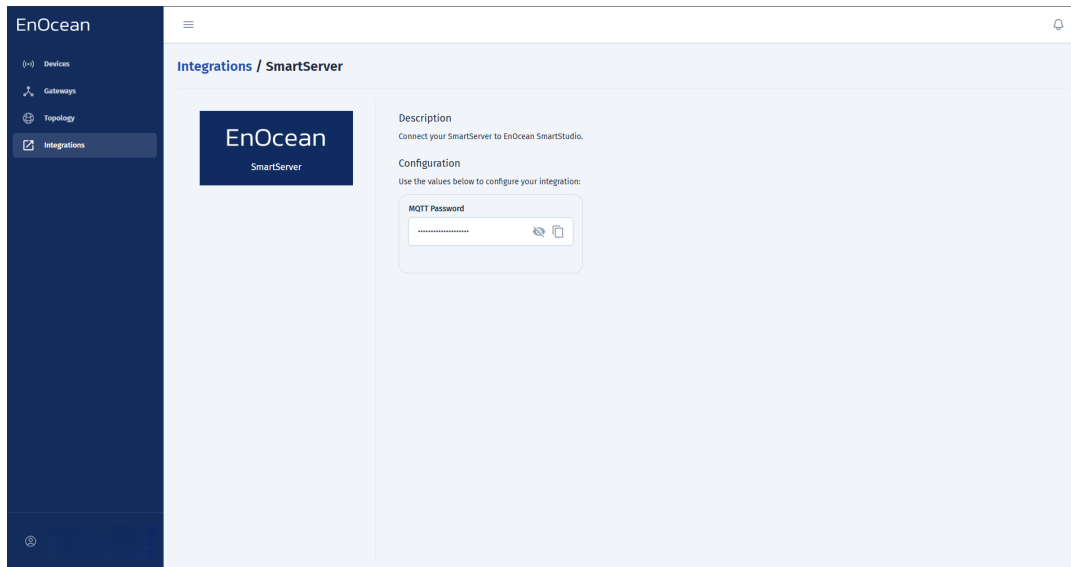 EnOcean
Devices
Gateways
Topology
Integrations
Integrations / SmartServer
EnOcean
SmartServer
Description
Connect your SmartServer to EnOcean SmartStudio.
Configuration
Use the values below to configure your integration:
MQTT Password